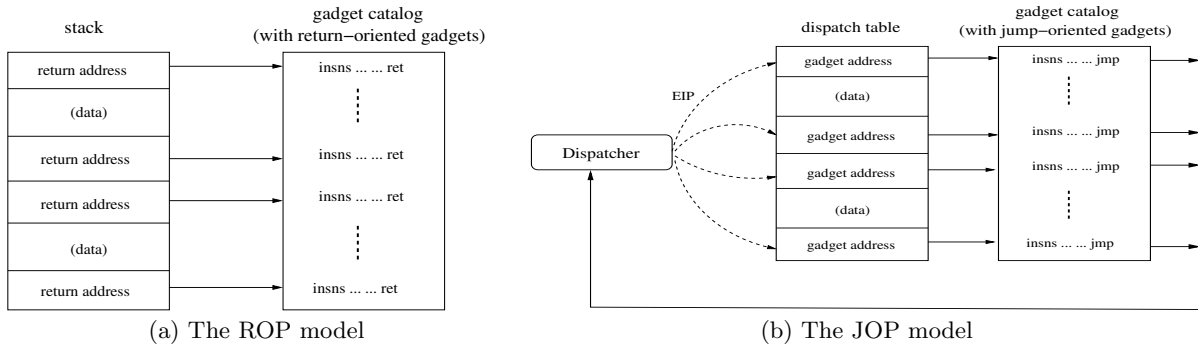 stack
gadget catalog
(with return−oriented gadgets)
return address
(data)
return address
return address
(data)
return address
insns ... ... ret
insns ... ... ret
insns ... ... ret
insns ... ... ret
(a) The ROP model
Dispatcher
EIP
dispatch table
gadget address
(data)
gadget address
gadget address
(data)
gadget address
gadget catalog
(with jump−oriented gadgets)
insns ... ... jmp
insns ... ... jmp
insns ... ... jmp
insns ... ... jmp
(b) The JOP model